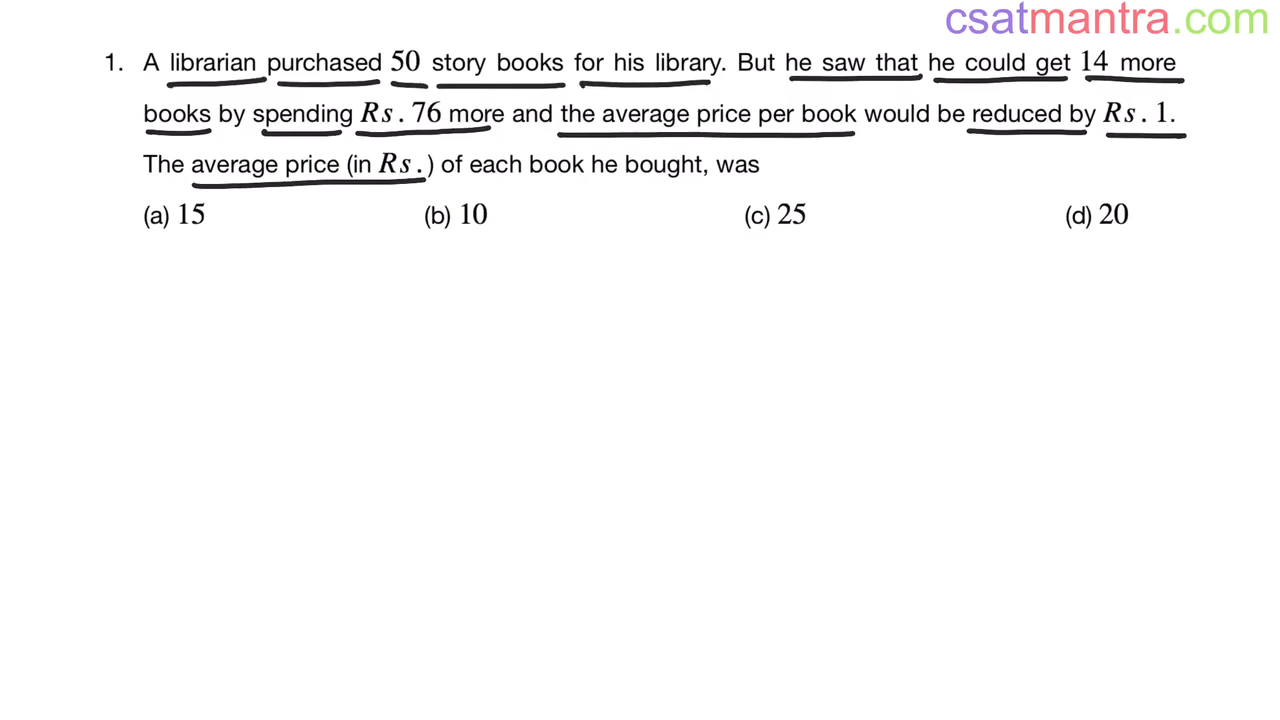 csatmantra.com
1. A librarian purchased 50 story books for his library. But he saw that he could get 14 more
books by spending Rs. 76 more and the average price per book would be reduced by Rs. 1.
The average price (in Rs.) of each book he bought, was
(a) 15 (b) 10 (c) 25 (d) 20